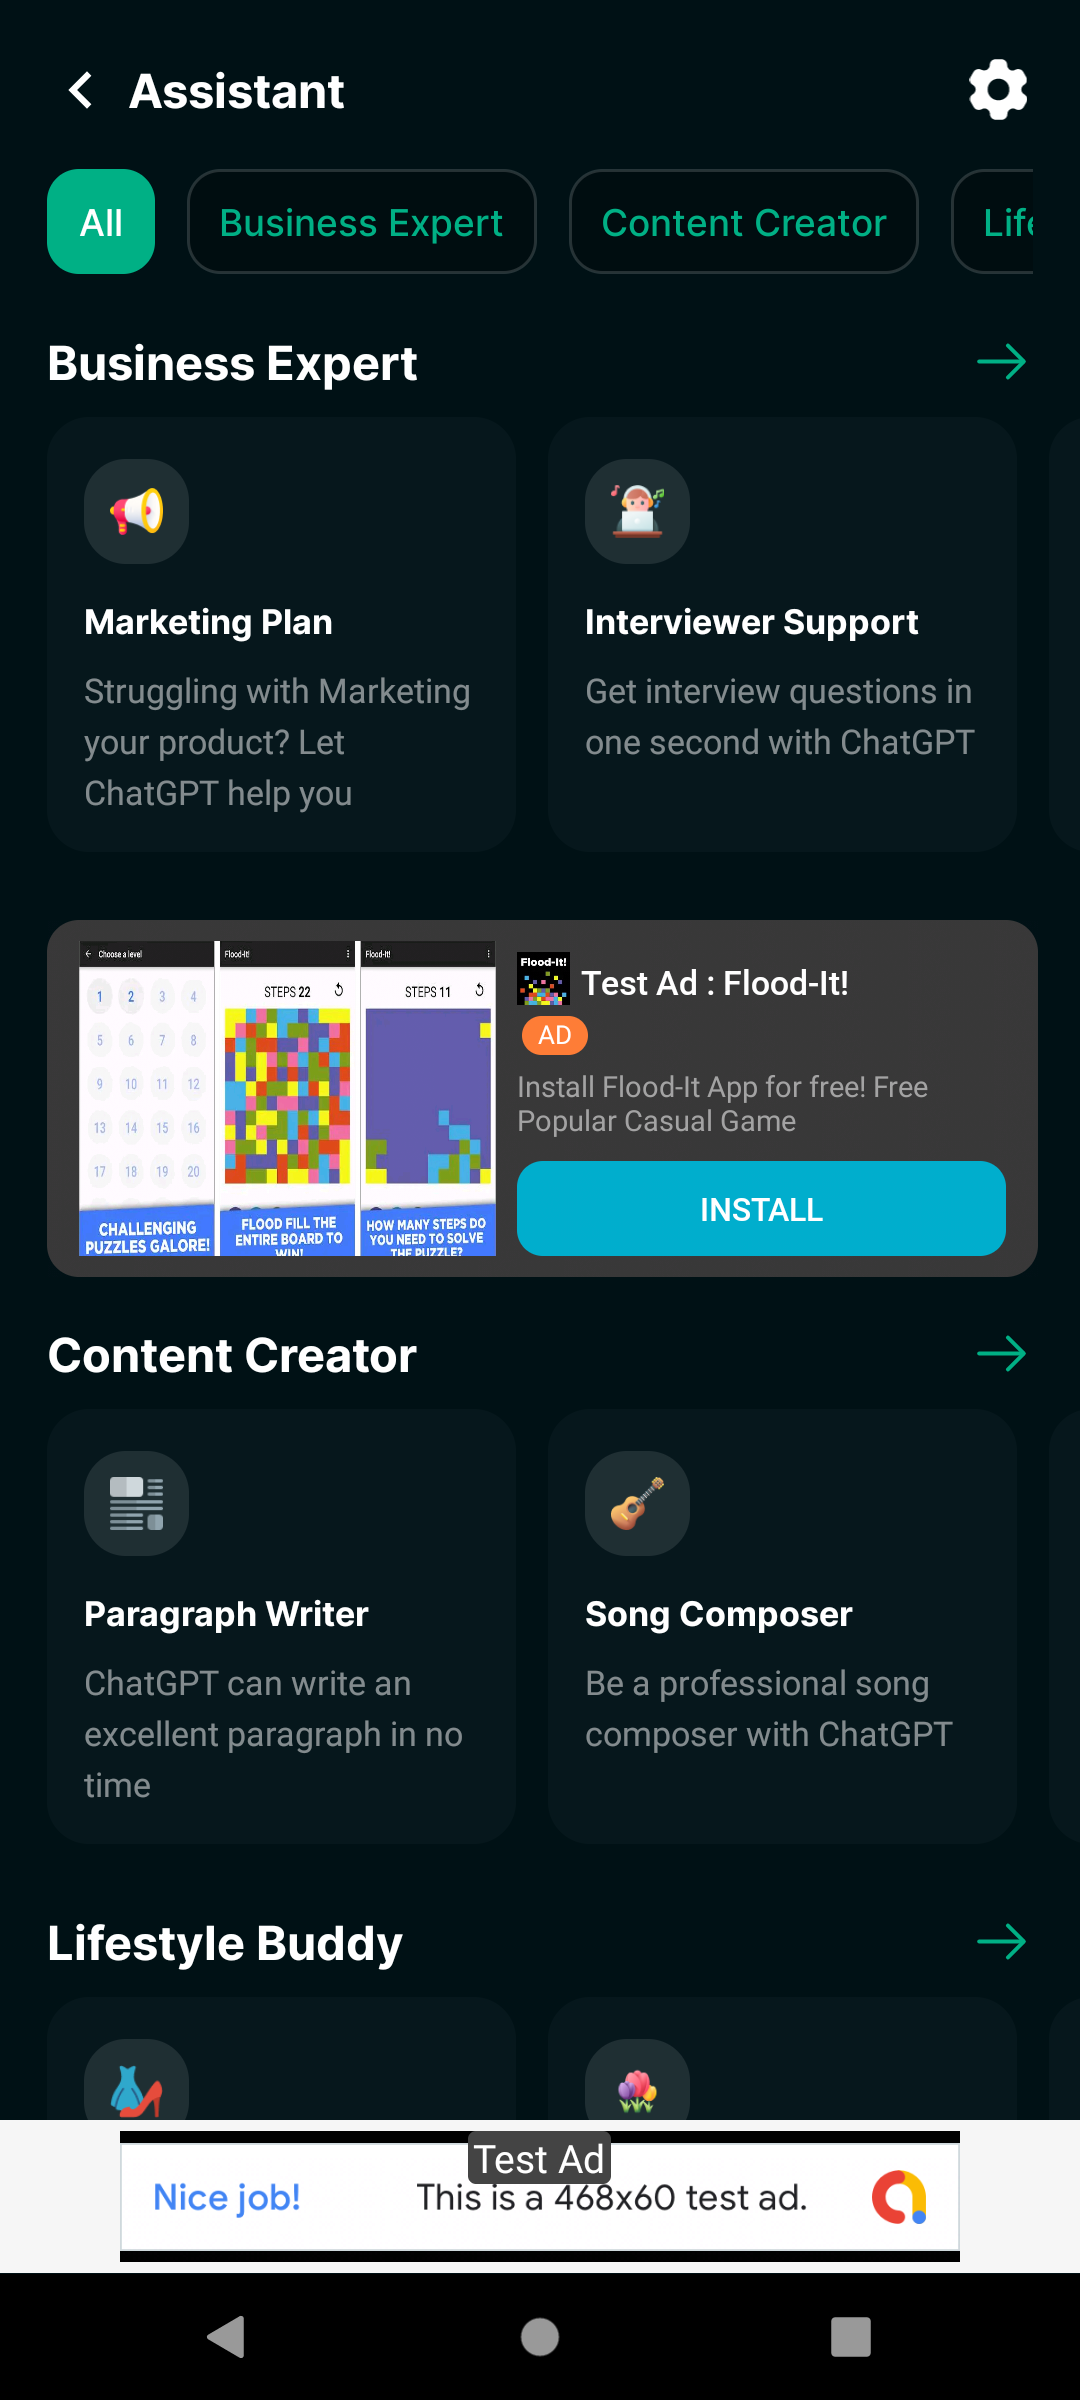 Assistant
All
Business Expert
Content Creator
Life
Business Expert
Marketing Plan
Struggling with Marketing
your product? Let
ChatGPT help you
Interviewer Support
Get interview questions in
one second with ChatGPT
Choose a level
1 2 3 4
5 6 7 8
9 10 11 12
13 14 15 16
17 18 19 20
CHALLENGING
PUZZLES GALORE!
Flood-It!
STEPS 22
FLOOD FILL THE
ENTIRE BOARD TO
WIN!
Flood-It!
STEPS 11
HOW MANY STEPS DO
YOU NEED TO SOLVE
THE PUZZLE?
Flood-It!
Test Ad : Flood-It!
AD
Install Flood-It App for free! Free
Popular Casual Game
INSTALL
Content Creator
Paragraph Writer
ChatGPT can write an
excellent paragraph in no
time
Song Composer
Be a professional song
composer with ChatGPT
Lifestyle Buddy
Test Ad
Nice job!
This is a 468x60 test ad.